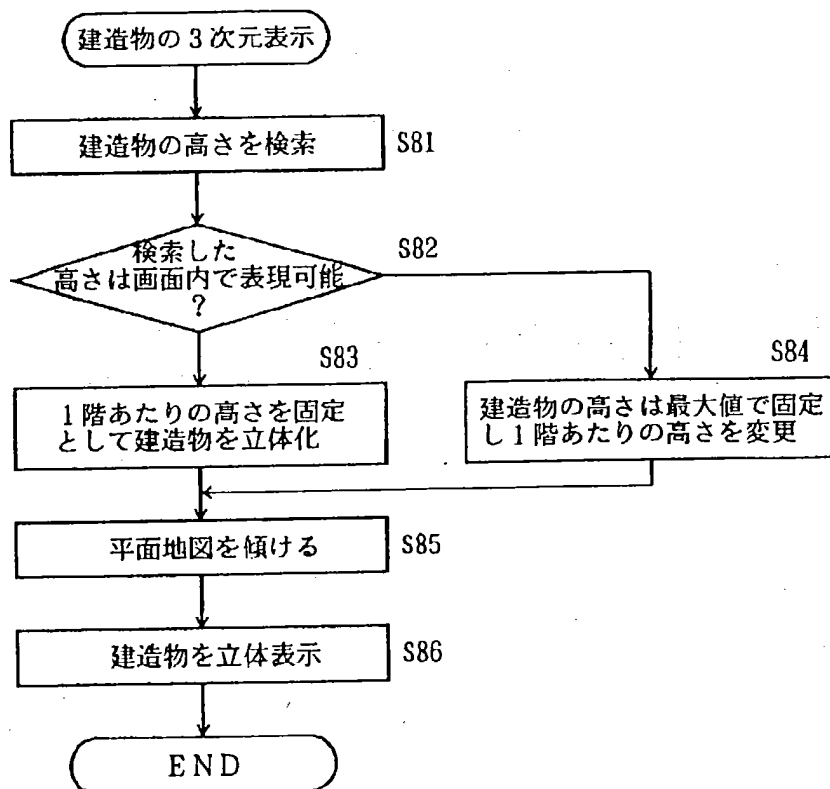 建造物の3次元表示
建造物の高さを検索
S81
検索した
高さは画面内で表現可能
?
S82
S83
1階あたりの高さを固定
として建造物を立体化
S84
建造物の高さは最大値で固定
し1階あたりの高さを変更
平面地図を傾ける
S85
建造物を立体表示
S86
END